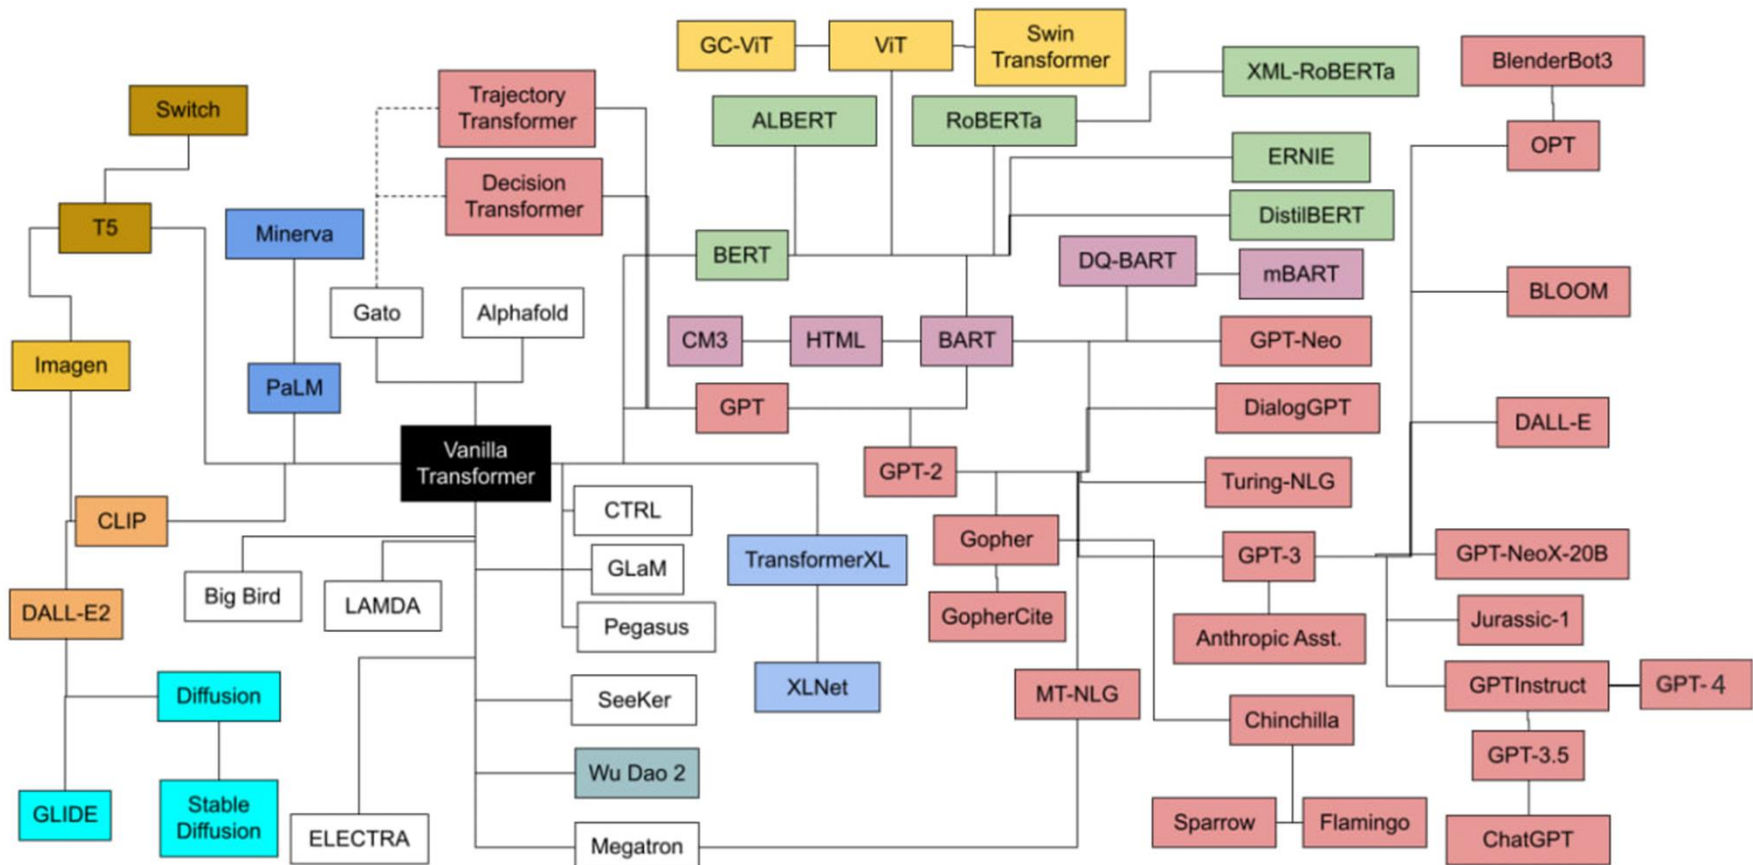 GC-ViT
ViT
Swin
Transformer
XML-RoBERTa
BlenderBot3
Switch
Trajectory
Transformer
ALBERT
RoBERTa
ERNIE
OPT
Decision
Transformer
T5
Minerva
BERT
DistilBERT
DQ-BART
mBART
BLOOM
Gato
Alphafold
CM3
HTML
BART
GPT-Neo
Imagen
PaLM
GPT
DialogGPT
DALL-E
Vanilla
Transformer
GPT-2
Turing-NLG
CLIP
CTRL
Gopher
GPT-3
GPT-NeoX-20B
TransformerXL
GLaM
Big Bird
LAMDA
DALL-E2
Pegasus
GopherCite
Anthropic Asst.
Jurassic-1
Diffusion
SeeKer
XLNet
MT-NLG
Chinchilla
GPTInstruct
GPT-4
Wu Dao 2
GPT-3.5
GLIDE
Stable
Diffusion
ELECTRA
Megatron
Sparrow
Flamingo
ChatGPT